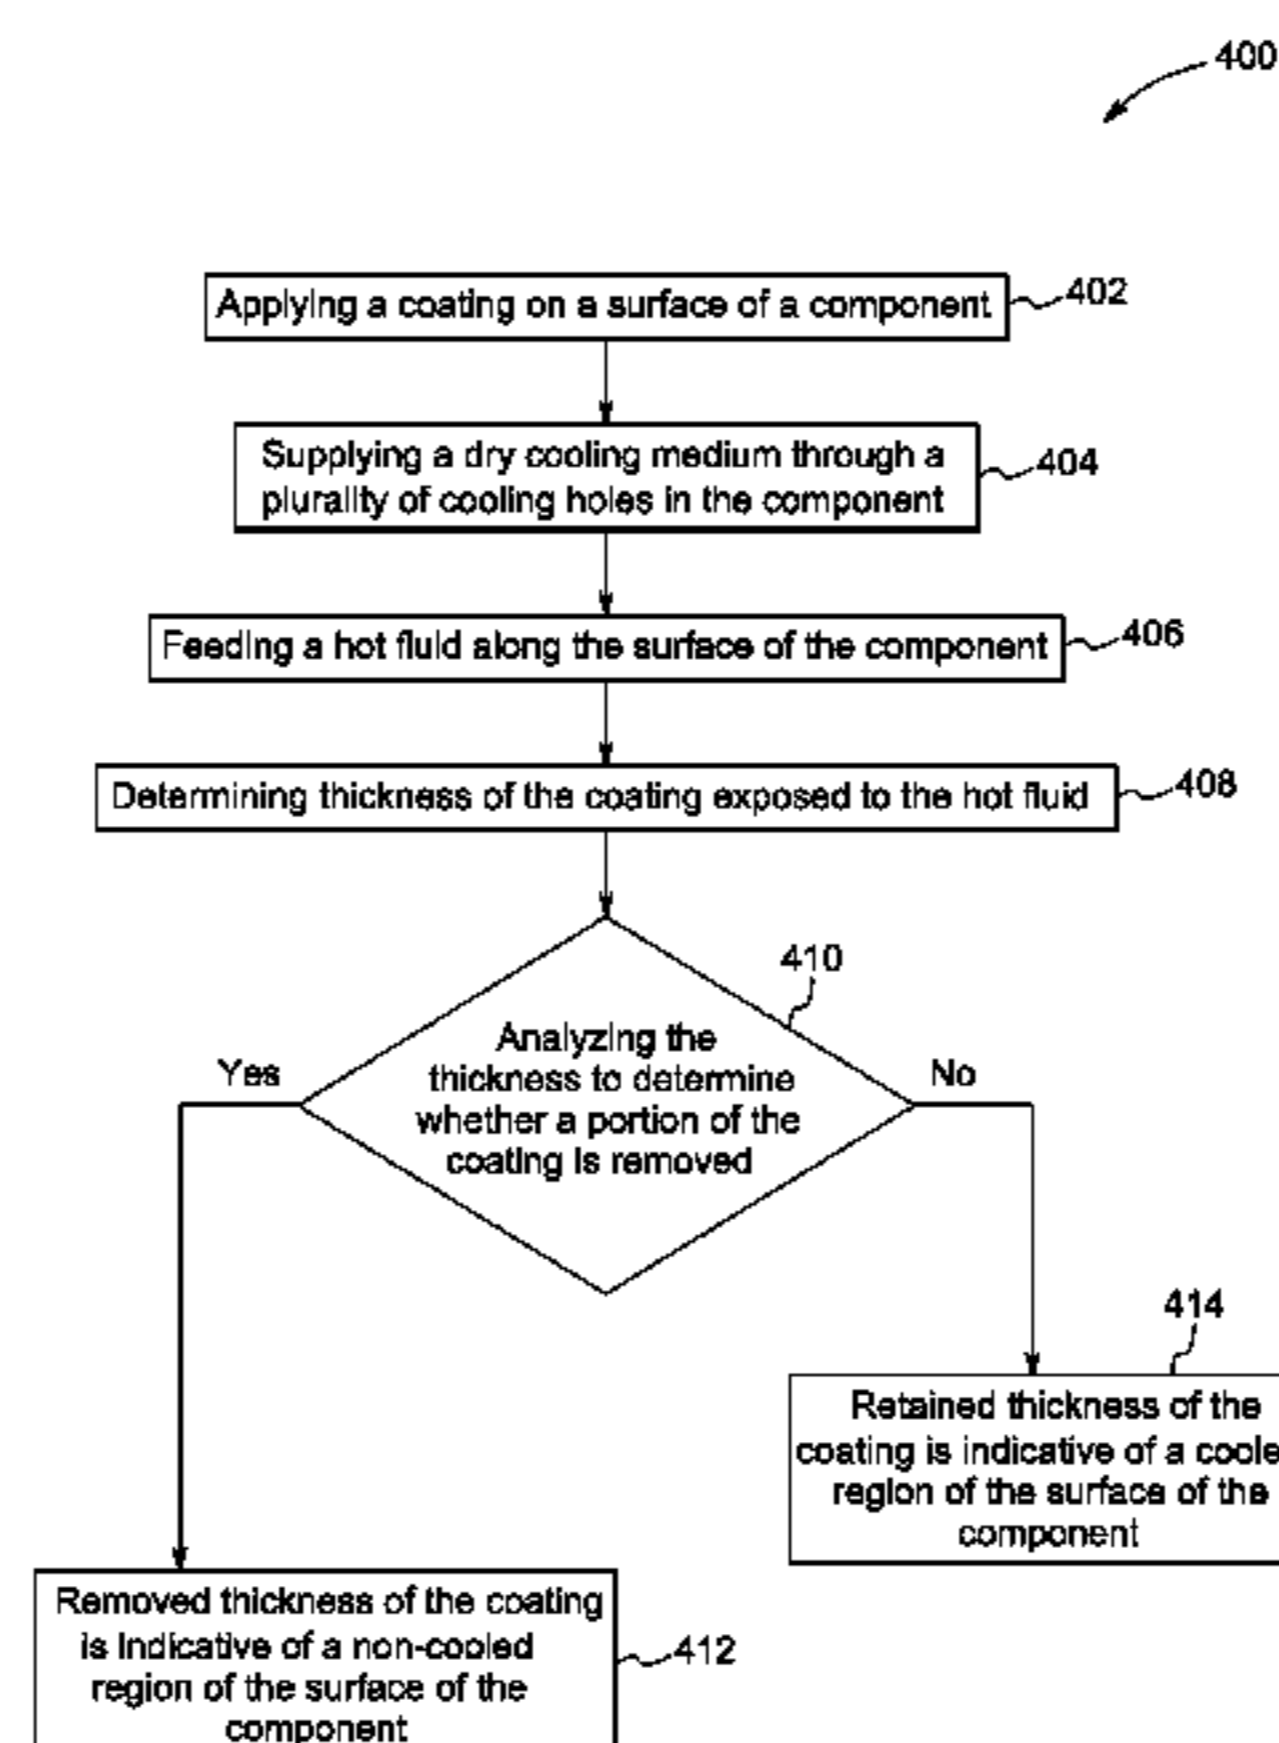 400
Applying a coating on a surface of a component
402
Supplying a dry cooling medium through a
plurality of cooling holes in the component
404
Feeding a hot fluid along the surface of the component
406
Determining thickness of the coating exposed to the hot fluid
408
410
Analyzing the
thickness to determine
whether a portion of the
coating is removed
Yes
No
414
Retained thickness of the
coating is indicative of a
region of the surface of the
component
Removed thickness of the coating
is indicative of a non-cooled
region of the surface of the
component
412